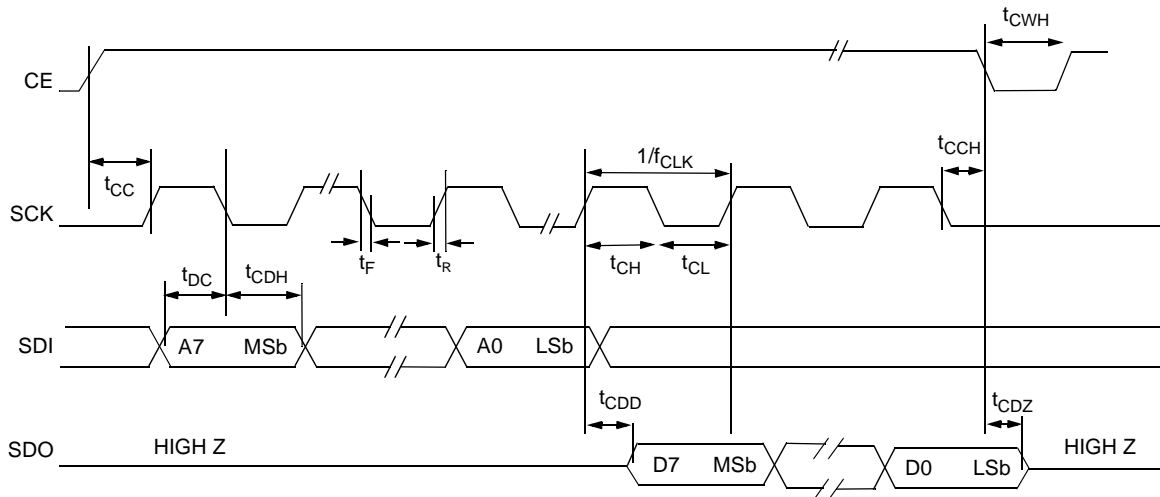 tCWH
CE
tCC
1/fCLK
tCCH
SCK
tF
tR
tCH
tCL
tDC
tCDH
SDI
A7 MSb
A0 LSb
tCDD
tCDZ
SDO
HIGH Z
D7 MSb
D0 LSb
HIGH Z